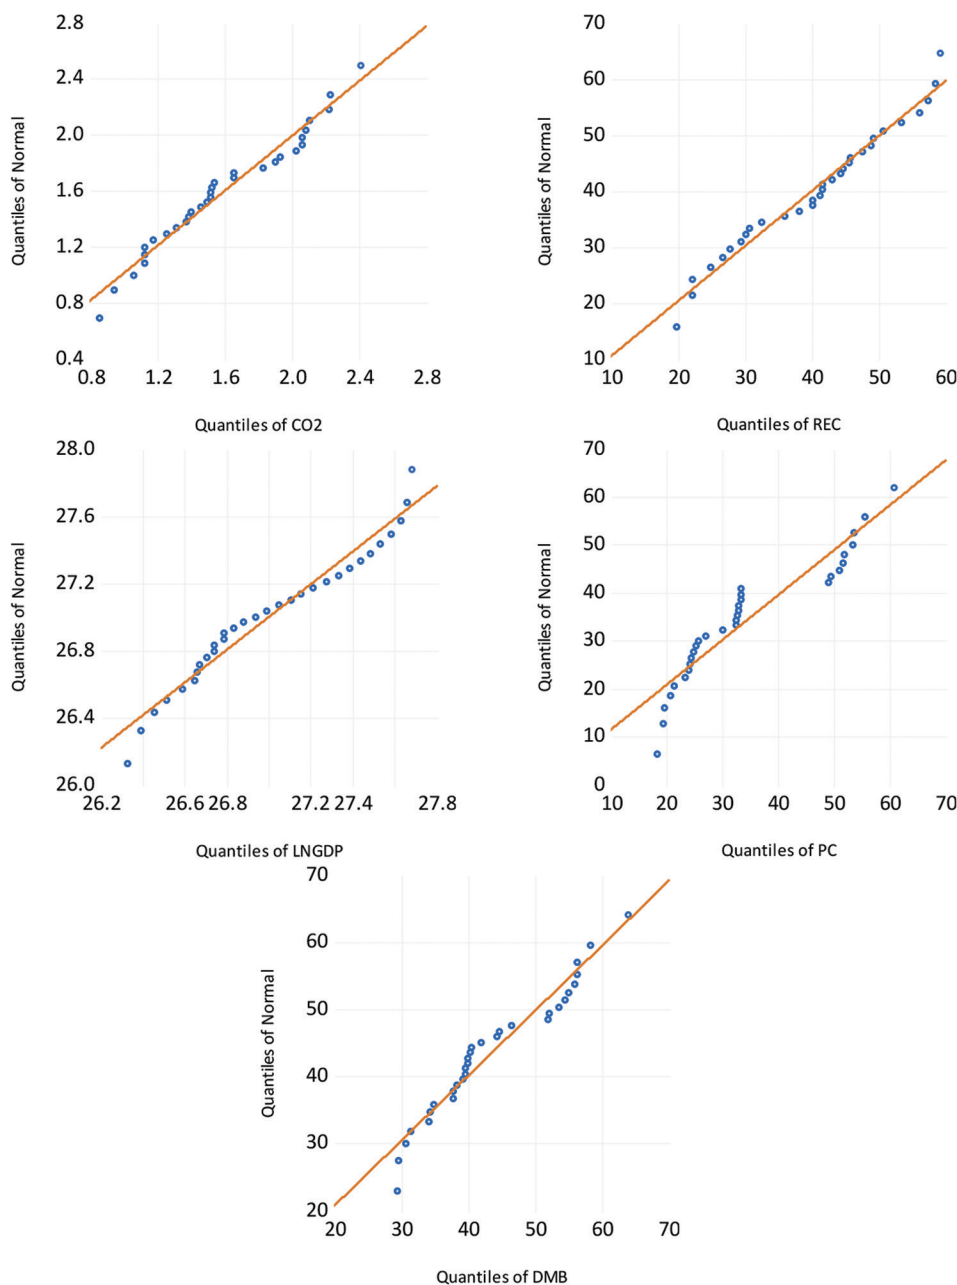 2.8
2.4
2.0
1.6
1.2
0.8
0.4
Quantiles of Normal
0.8 1.2 1.6 2.0 2.4 2.8
Quantiles of CO2
70
60
50
40
30
20
10
Quantiles of Normal
10 20 30 40 50 60
Quantiles of REC
28.0
27.6
27.2
26.8
26.4
26.0
Quantiles of Normal
26.2 26.6 26.8 27.2 27.4 27.8
Quantiles of LNGDP
70
60
50
40
30
20
10
0
Quantiles of Normal
10 20 30 40 50 60 70
Quantiles of PC
70
60
50
40
30
20
Quantiles of Normal
20 30 40 50 60 70
Quantiles of DMB